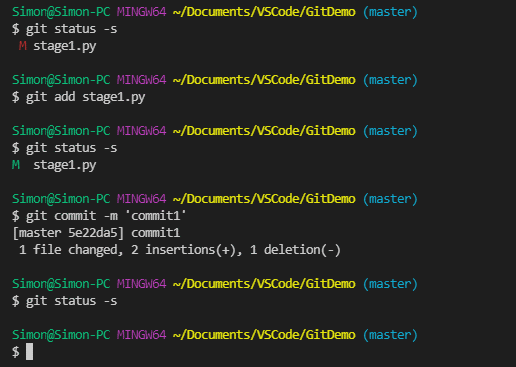 Simon@Simon-PC MINGW64 ~/Documents/VSCode/GitDemo (master)
$ git status -s
 M stage1.py
Simon@Simon-PC MINGW64 ~/Documents/VSCode/GitDemo (master)
$ git add stage1.py
Simon@Simon-PC MINGW64 ~/Documents/VSCode/GitDemo (master)
$ git status -s
M  stage1.py
Simon@Simon-PC MINGW64 ~/Documents/VSCode/GitDemo (master)
$ git commit -m 'commit1'
[master 5e22da5] commit1
 1 file changed, 2 insertions(+), 1 deletion(-)
Simon@Simon-PC MINGW64 ~/Documents/VSCode/GitDemo (master)
$ git status -s
Simon@Simon-PC MINGW64 ~/Documents/VSCode/GitDemo (master)
$